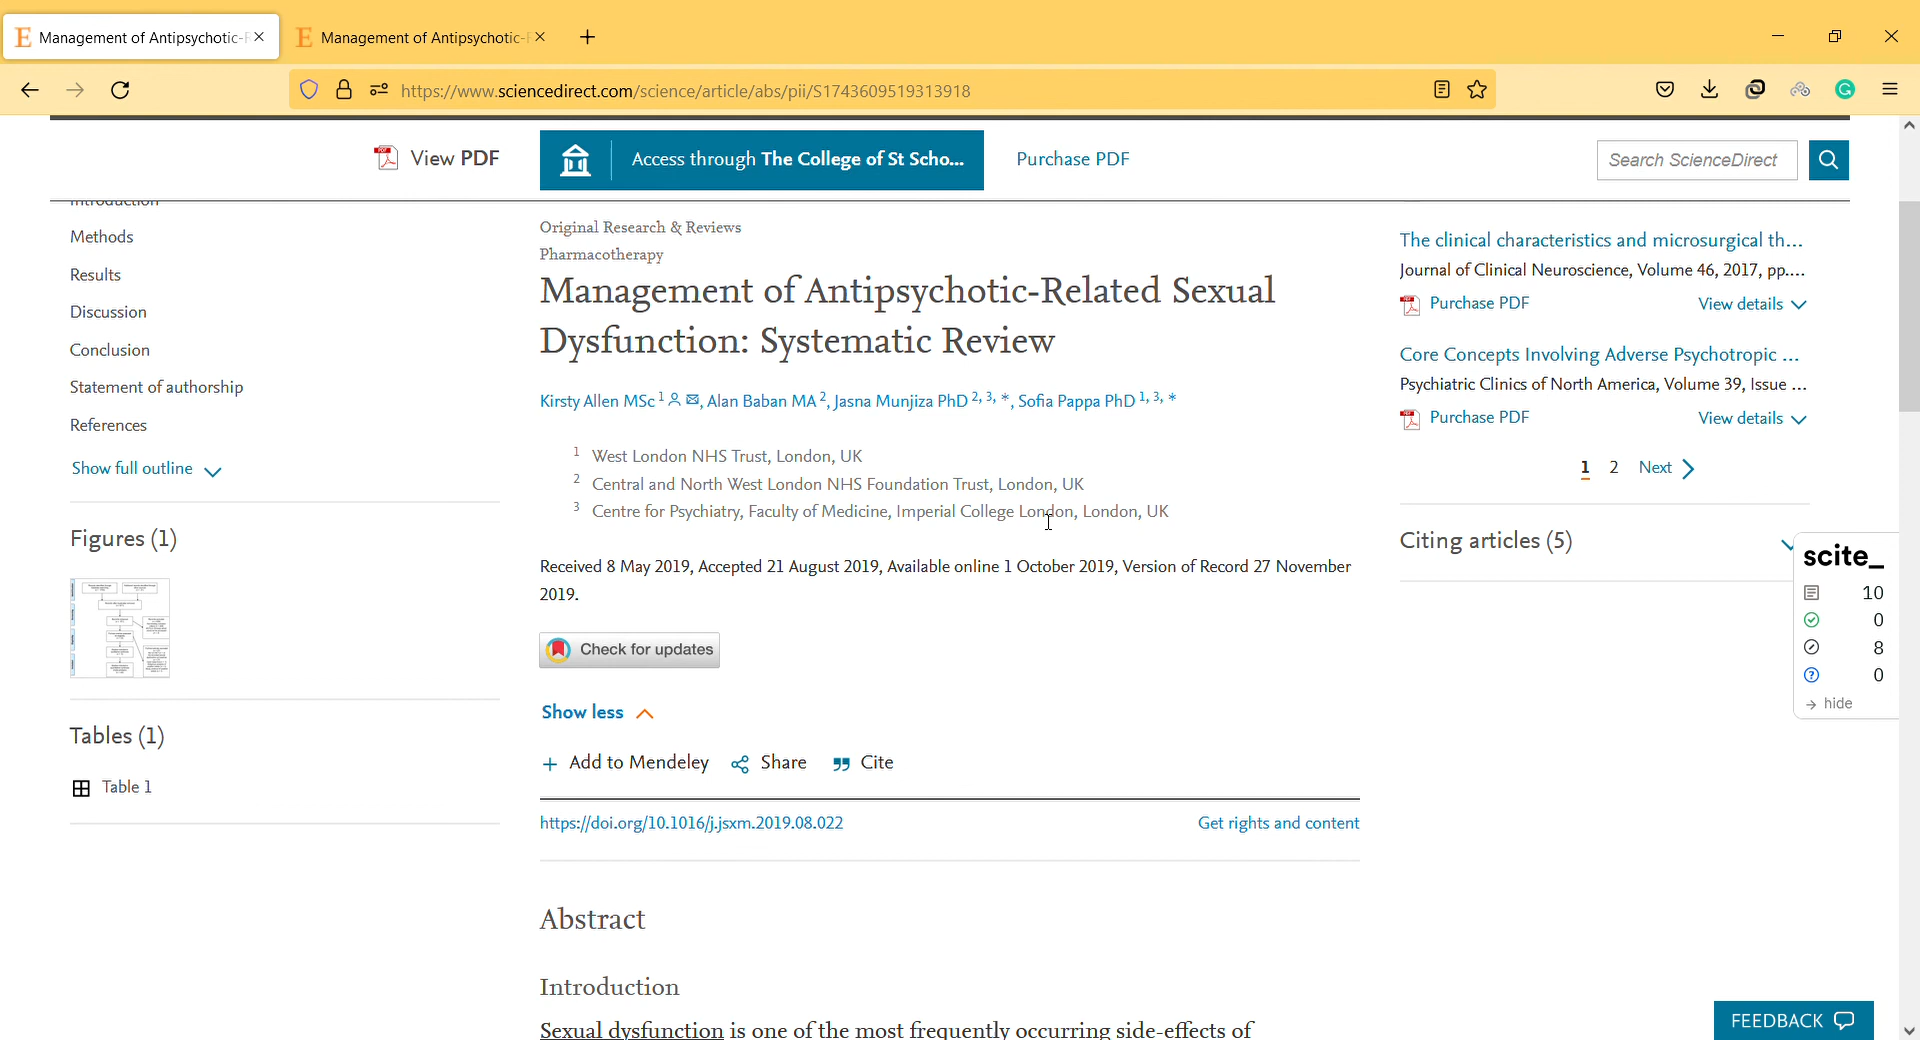 Management of Antipsychotic-R
Management of Antipsychotic-R
https://www.sciencedirect.com/science/article/abs/pii/S1743609519313918
View PDF
Access through The College of St Scho...
Purchase PDF
Search ScienceDirect
Introduction
Methods
Results
Discussion
Conclusion
Statement of authorship
References
Show full outline
Figures (1)
Tables (1)
Table 1
Original Research & Reviews
Pharmacotherapy
Management of Antipsychotic-Related Sexual
Dysfunction: Systematic Review
Kirsty Allen MSc 1, Alan Baban MA 2, Jasna Munjiza PhD 2, 3, *, Sofia Pappa PhD 1, 3, *
1 West London NHS Trust, London, UK
2 Central and North West London NHS Foundation Trust, London, UK
3 Centre for Psychiatry, Faculty of Medicine, Imperial College London, London, UK
Received 8 May 2019, Accepted 21 August 2019, Available online 1 October 2019, Version of Record 27 November
2019.
Check for updates
Show less
Add to Mendeley Share Cite
https://doi.org/10.1016/j.jsxm.2019.08.022
Get rights and content
Abstract
Introduction
Sexual dysfunction is one of the most frequently occurring side-effects of
The clinical characteristics and microsurgical th...
Journal of Clinical Neuroscience, Volume 46, 2017, pp....
Purchase PDF View details
Core Concepts Involving Adverse Psychotropic ...
Psychiatric Clinics of North America, Volume 39, Issue ...
Purchase PDF View details
1 2 Next
Citing articles (5)
scite_
10
0
8
0
hide
FEEDBACK